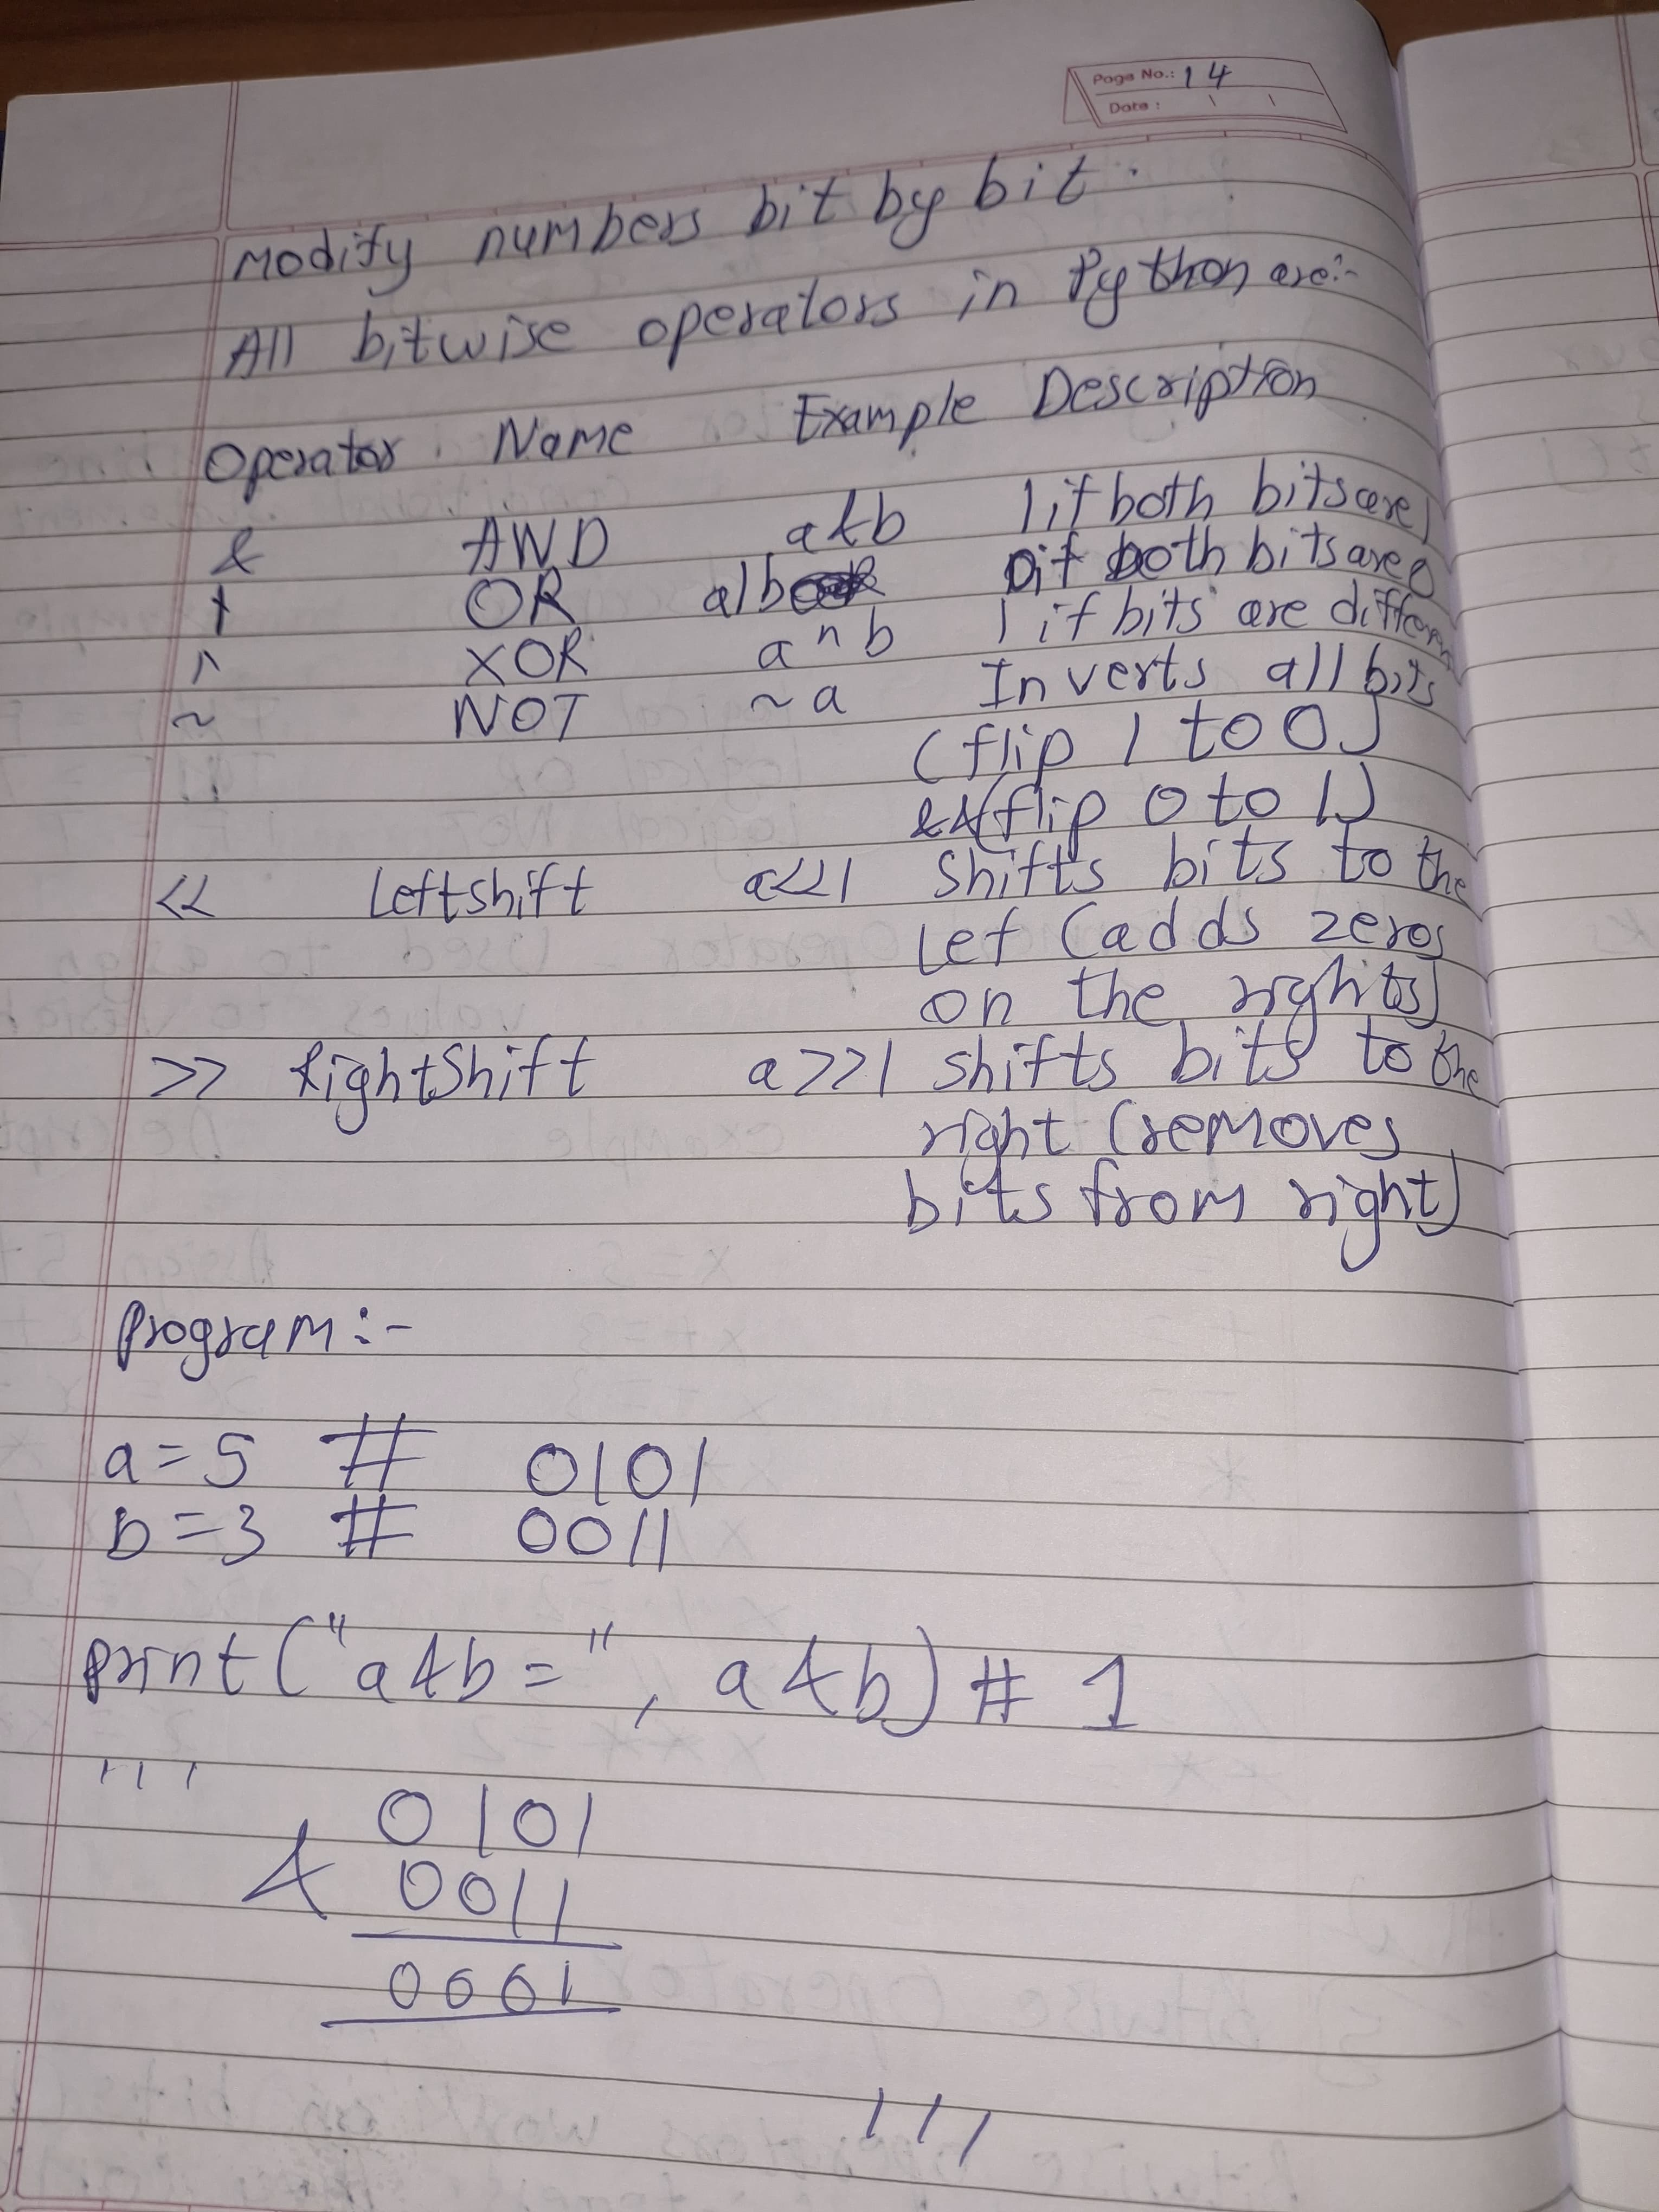 Page No.: 14
Date :
Modify numbers bit by bit.
All bitwise operators in Python are:-
Operator Name Example Description
& AND a&b 1 if both bits are 1
| OR a|b 0 if both bits are 0
^ XOR a^b 1 if bits are different
~ NOT ~a Inverts all bits
(flip 1 to 0)
&(flip 0 to 1)
<< Leftshift a<<1 Shifts bits to the
Lef (adds zeros
on the rights)
>> RightShift a>>1 shifts bits to the
right (removes
bits from right)
Program:-
a=5 # 0101
b=3 # 0011
print("a&b=", a&b) # 1
'''
0101
& 0011
0001
'''